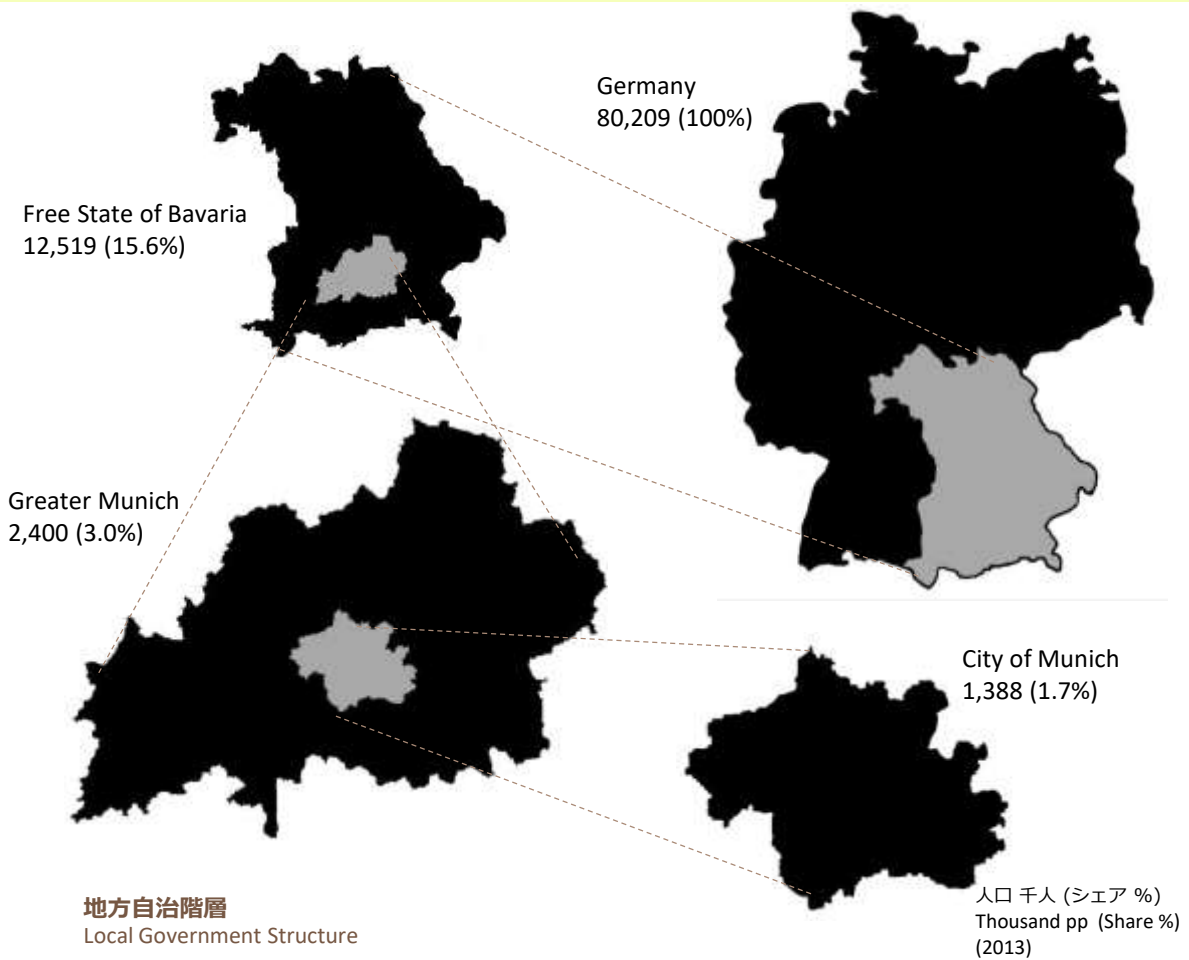 Germany
80,209 (100%)
Free State of Bavaria
12,519 (15.6%)
Greater Munich
2,400 (3.0%)
City of Munich
1,388 (1.7%)
地方自治階層
Local Government Structure
人口 千人 (シェア %)
Thousand pp (Share %)
(2013)